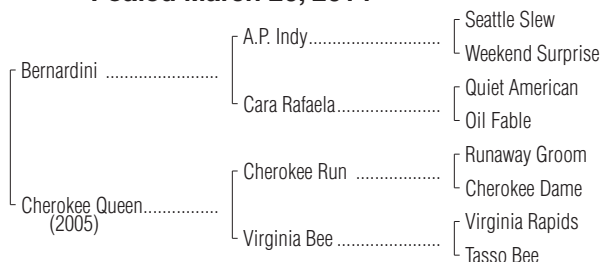 Foaled March
Seattle Slew
A.P. Indy..............................
Weekend Surprise
Bernardini .........................
Quiet American
Cara Rafaela........................
Oil Fable
Runaway Groom
Cherokee Run ...................
Cherokee Dame
Cherokee Queen.................
(2005)
Virginia Rapids
Virginia Bee .......................
Tasso Bee